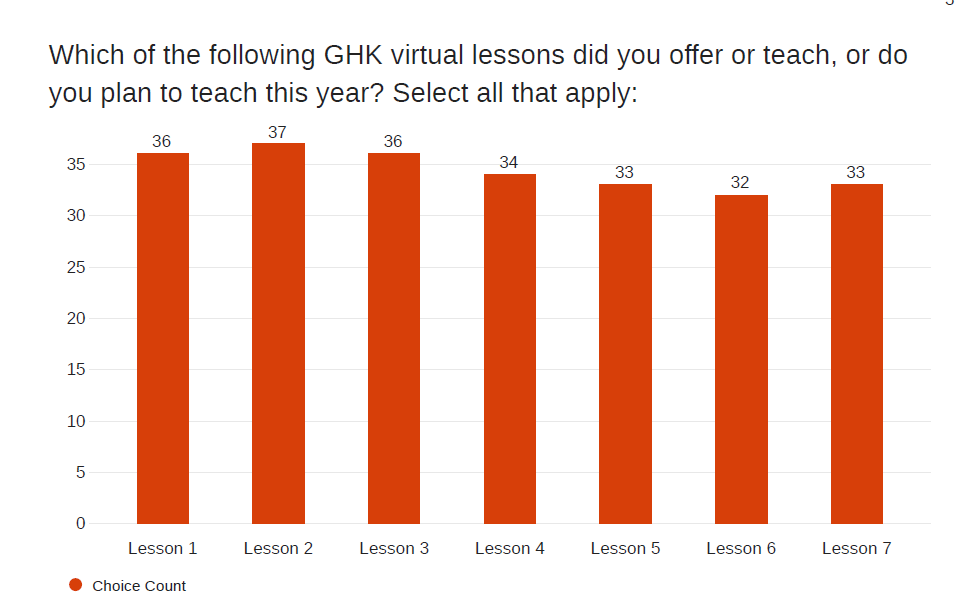 Which of the following GHK virtual lessons did you offer or teach, or do
you plan to teach this year? Select all that apply:
36
37
36
34
33
32
33
35
30
25
20
15
10
5
0
Lesson 1
Lesson 2
Lesson 3
Lesson 4
Lesson 5
Lesson 6
Lesson 7
Choice Count